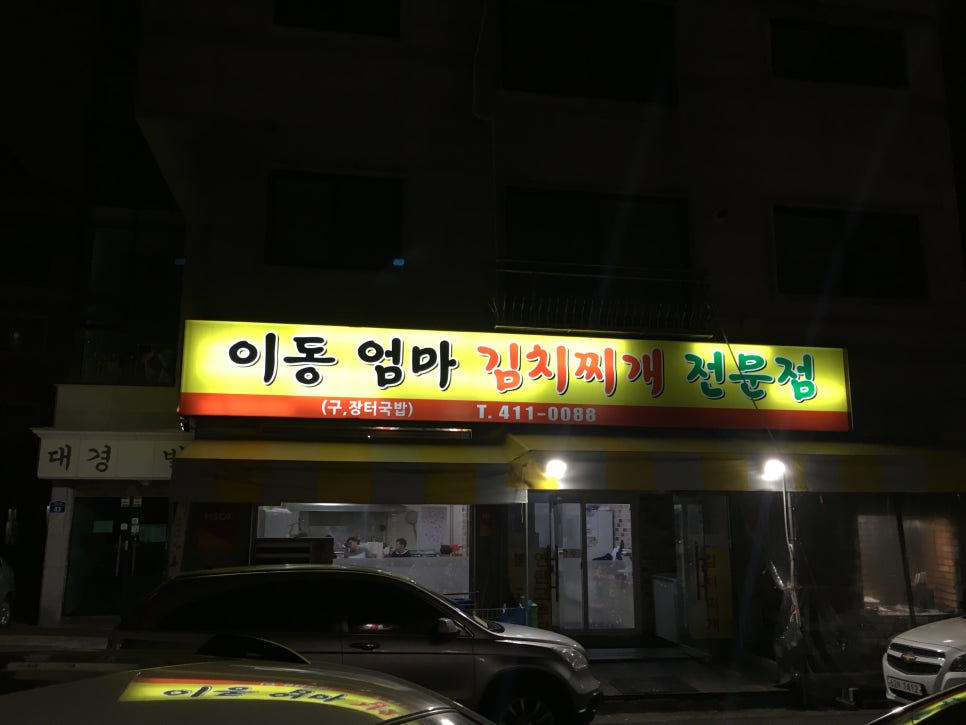 이동 엄마 김치찌개 전문점
(구,장터국밥) T. 411-0088
대경
43